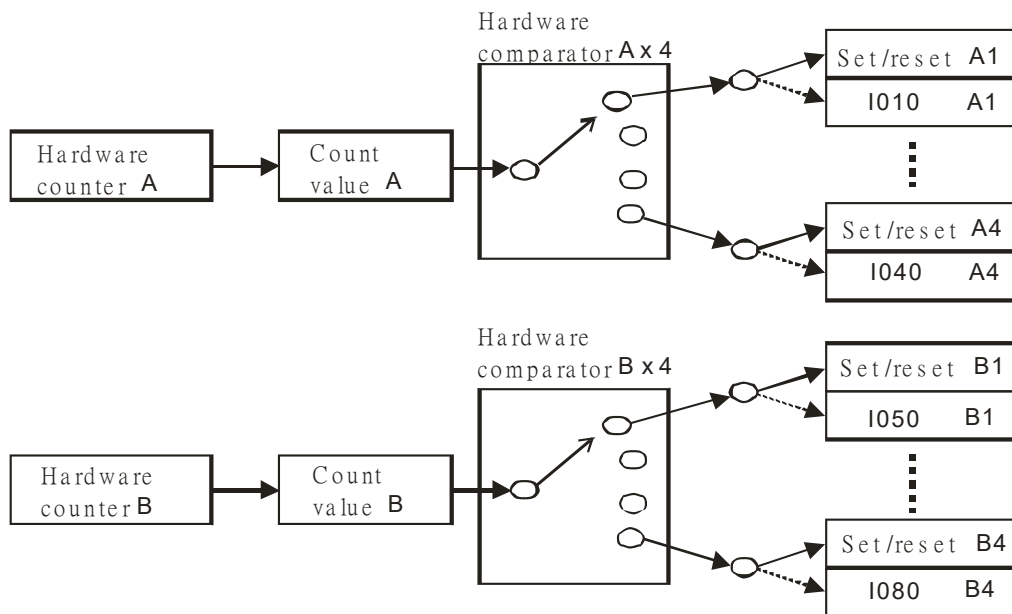 Hardware
comparator A x 4
Set/reset A1
I010 A1
Hardware
counter A
Count
value A
Set/reset A4
I040 A4
Hardware
comparator B x 4
Set/reset B1
I050 B1
Hardware
counter B
Count
value B
Set/reset B4
I080 B4